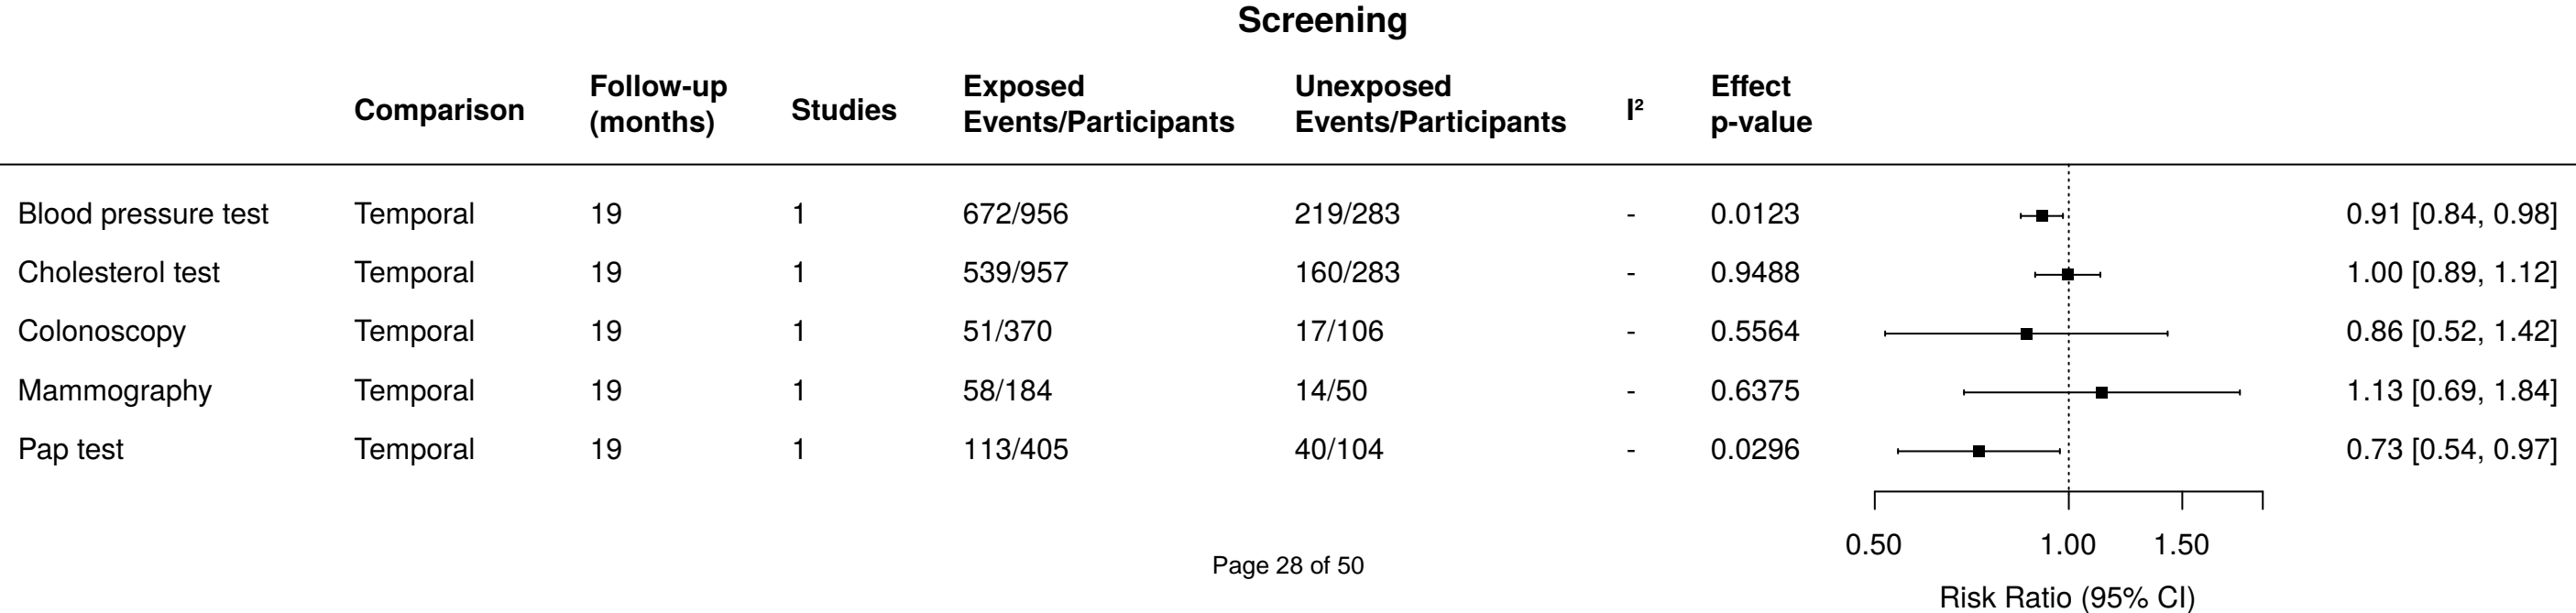 Screening
Comparison Follow-up (months) Studies Exposed Events/Participants Unexposed Events/Participants I² Effect p-value
Blood pressure test Temporal 19 1 672/956 219/283 - 0.0123 0.91 [0.84, 0.98]
Cholesterol test Temporal 19 1 539/957 160/283 - 0.9488 1.00 [0.89, 1.12]
Colonoscopy Temporal 19 1 51/370 17/106 - 0.5564 0.86 [0.52, 1.42]
Mammography Temporal 19 1 58/184 14/50 - 0.6375 1.13 [0.69, 1.84]
Pap test Temporal 19 1 113/405 40/104 - 0.0296 0.73 [0.54, 0.97]
0.50 1.00 1.50
Page 28 of 50
Risk Ratio (95% CI)